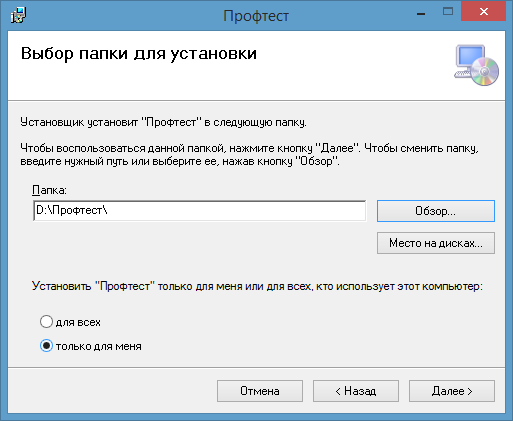 Профтест
Выбор папки для установки
Установщик установит "Профтест" в следующую папку.
Чтобы воспользоваться данной папкой, нажмите кнопку "Далее". Чтобы сменить папку,
введите нужный путь или выберите ее, нажав кнопку "Обзор".
Папка:
D:\Профтест\
Обзор...
Место на дисках...
Установить "Профтест" только для меня или для всех, кто использует этот компьютер:
для всех
только для меня
Отмена
< Назад
Далее >